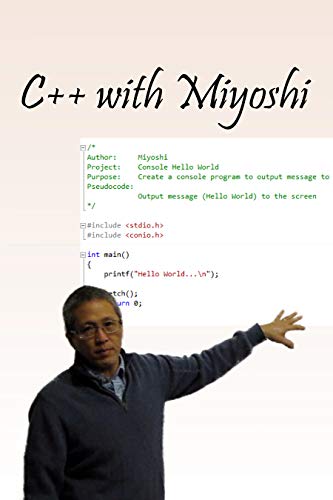 C++ with Miyoshi
/*
Author: Miyoshi
Project: Console Hello World
Purpose: Create a console program to output message to
Pseudocode:
Output message (Hello World) to the screen
*/
#include <stdio.h>
#include <conio.h>
int main()
{
printf("Hello World...\n");
etch();
urn 0;